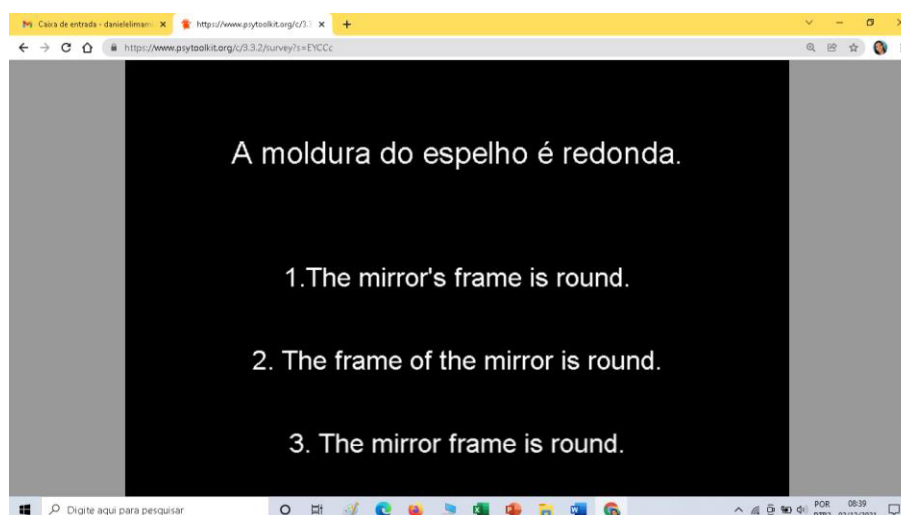 Caixa de entrada - danielelimam
https://www.psytoolkit.org/c/3.3
https://www.psytoolkit.org/c/3.3.2/survey?s=EYCCc
A moldura do espelho é redonda.
1.The mirror's frame is round.
2. The frame of the mirror is round.
3. The mirror frame is round.
Digite aqui para pesquisar
POR 08:39